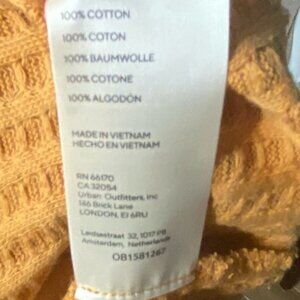 100% COTTON
100% COTON
100% BAUMWOLLE
100% COTONE
100% ALGODÓN
MADE IN VIETNAM
HECHO EN VIETNAM
RN 66170
CA 32054
Urban Outfitters, Inc
146 Brick Lane
LONDON, E1 6RU
Leidsestraat 32, 1017 PB
Amsterdam, Netherlands
OB1581267